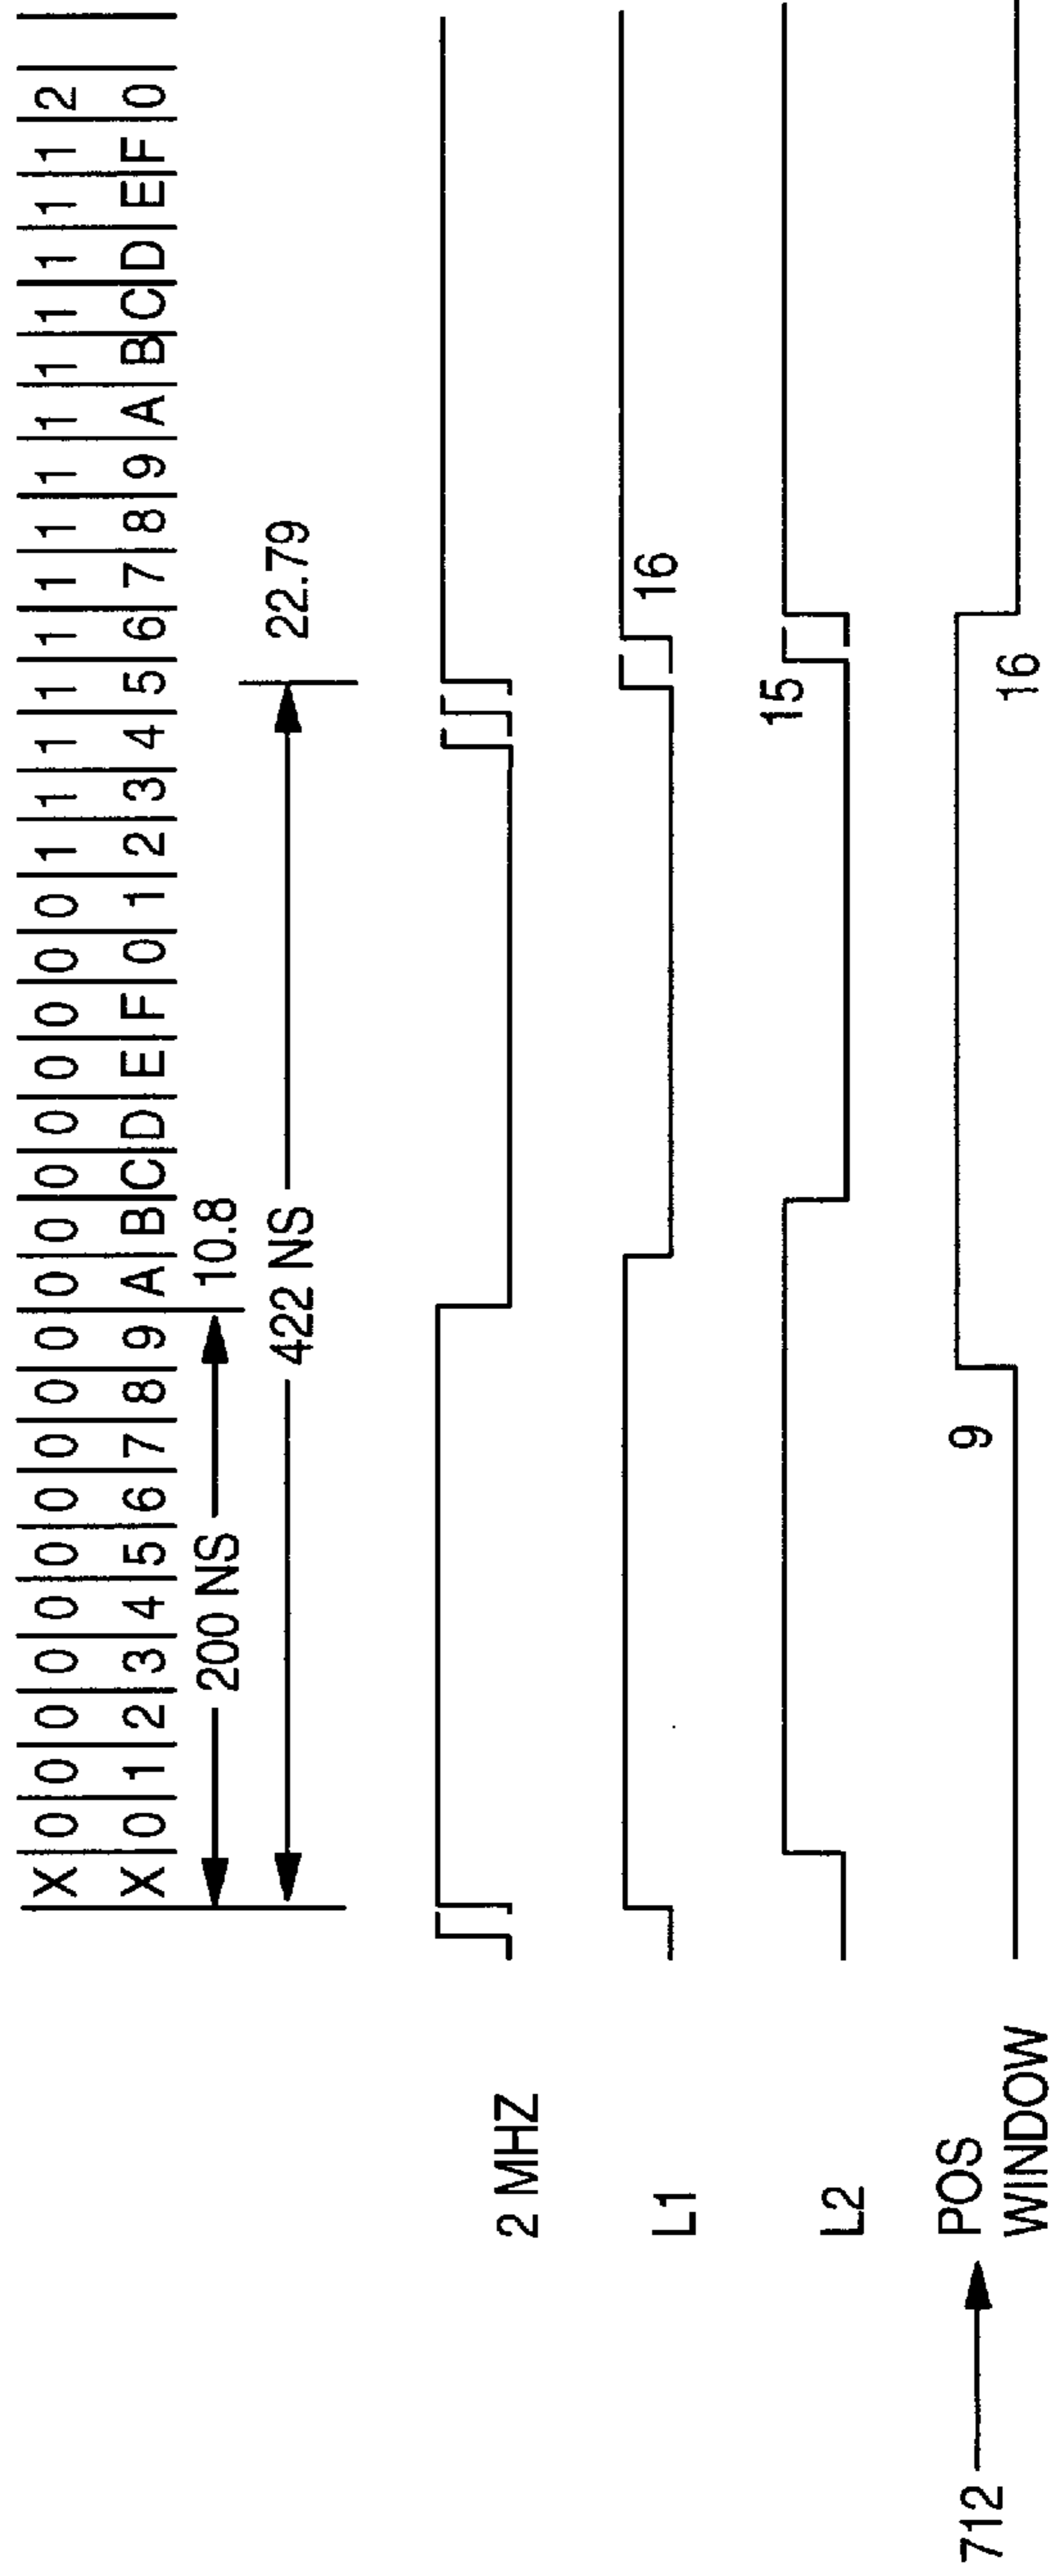 X 0 0 0 0 0 0 0 0 0 0 0 0 0 0 0 0 0 0 1 1 1 1 1 1 1 1 1 1 1 1 1 1 2
X 0 1 2 3 4 5 6 7 8 9 A B C D E F 0 1 2 3 4 5 6 7 8 9 A B C D E F 0
200 NS 10.8
422 NS 22.79
2 MHZ
L1 16
L2 15
712 POS
WINDOW
9 16